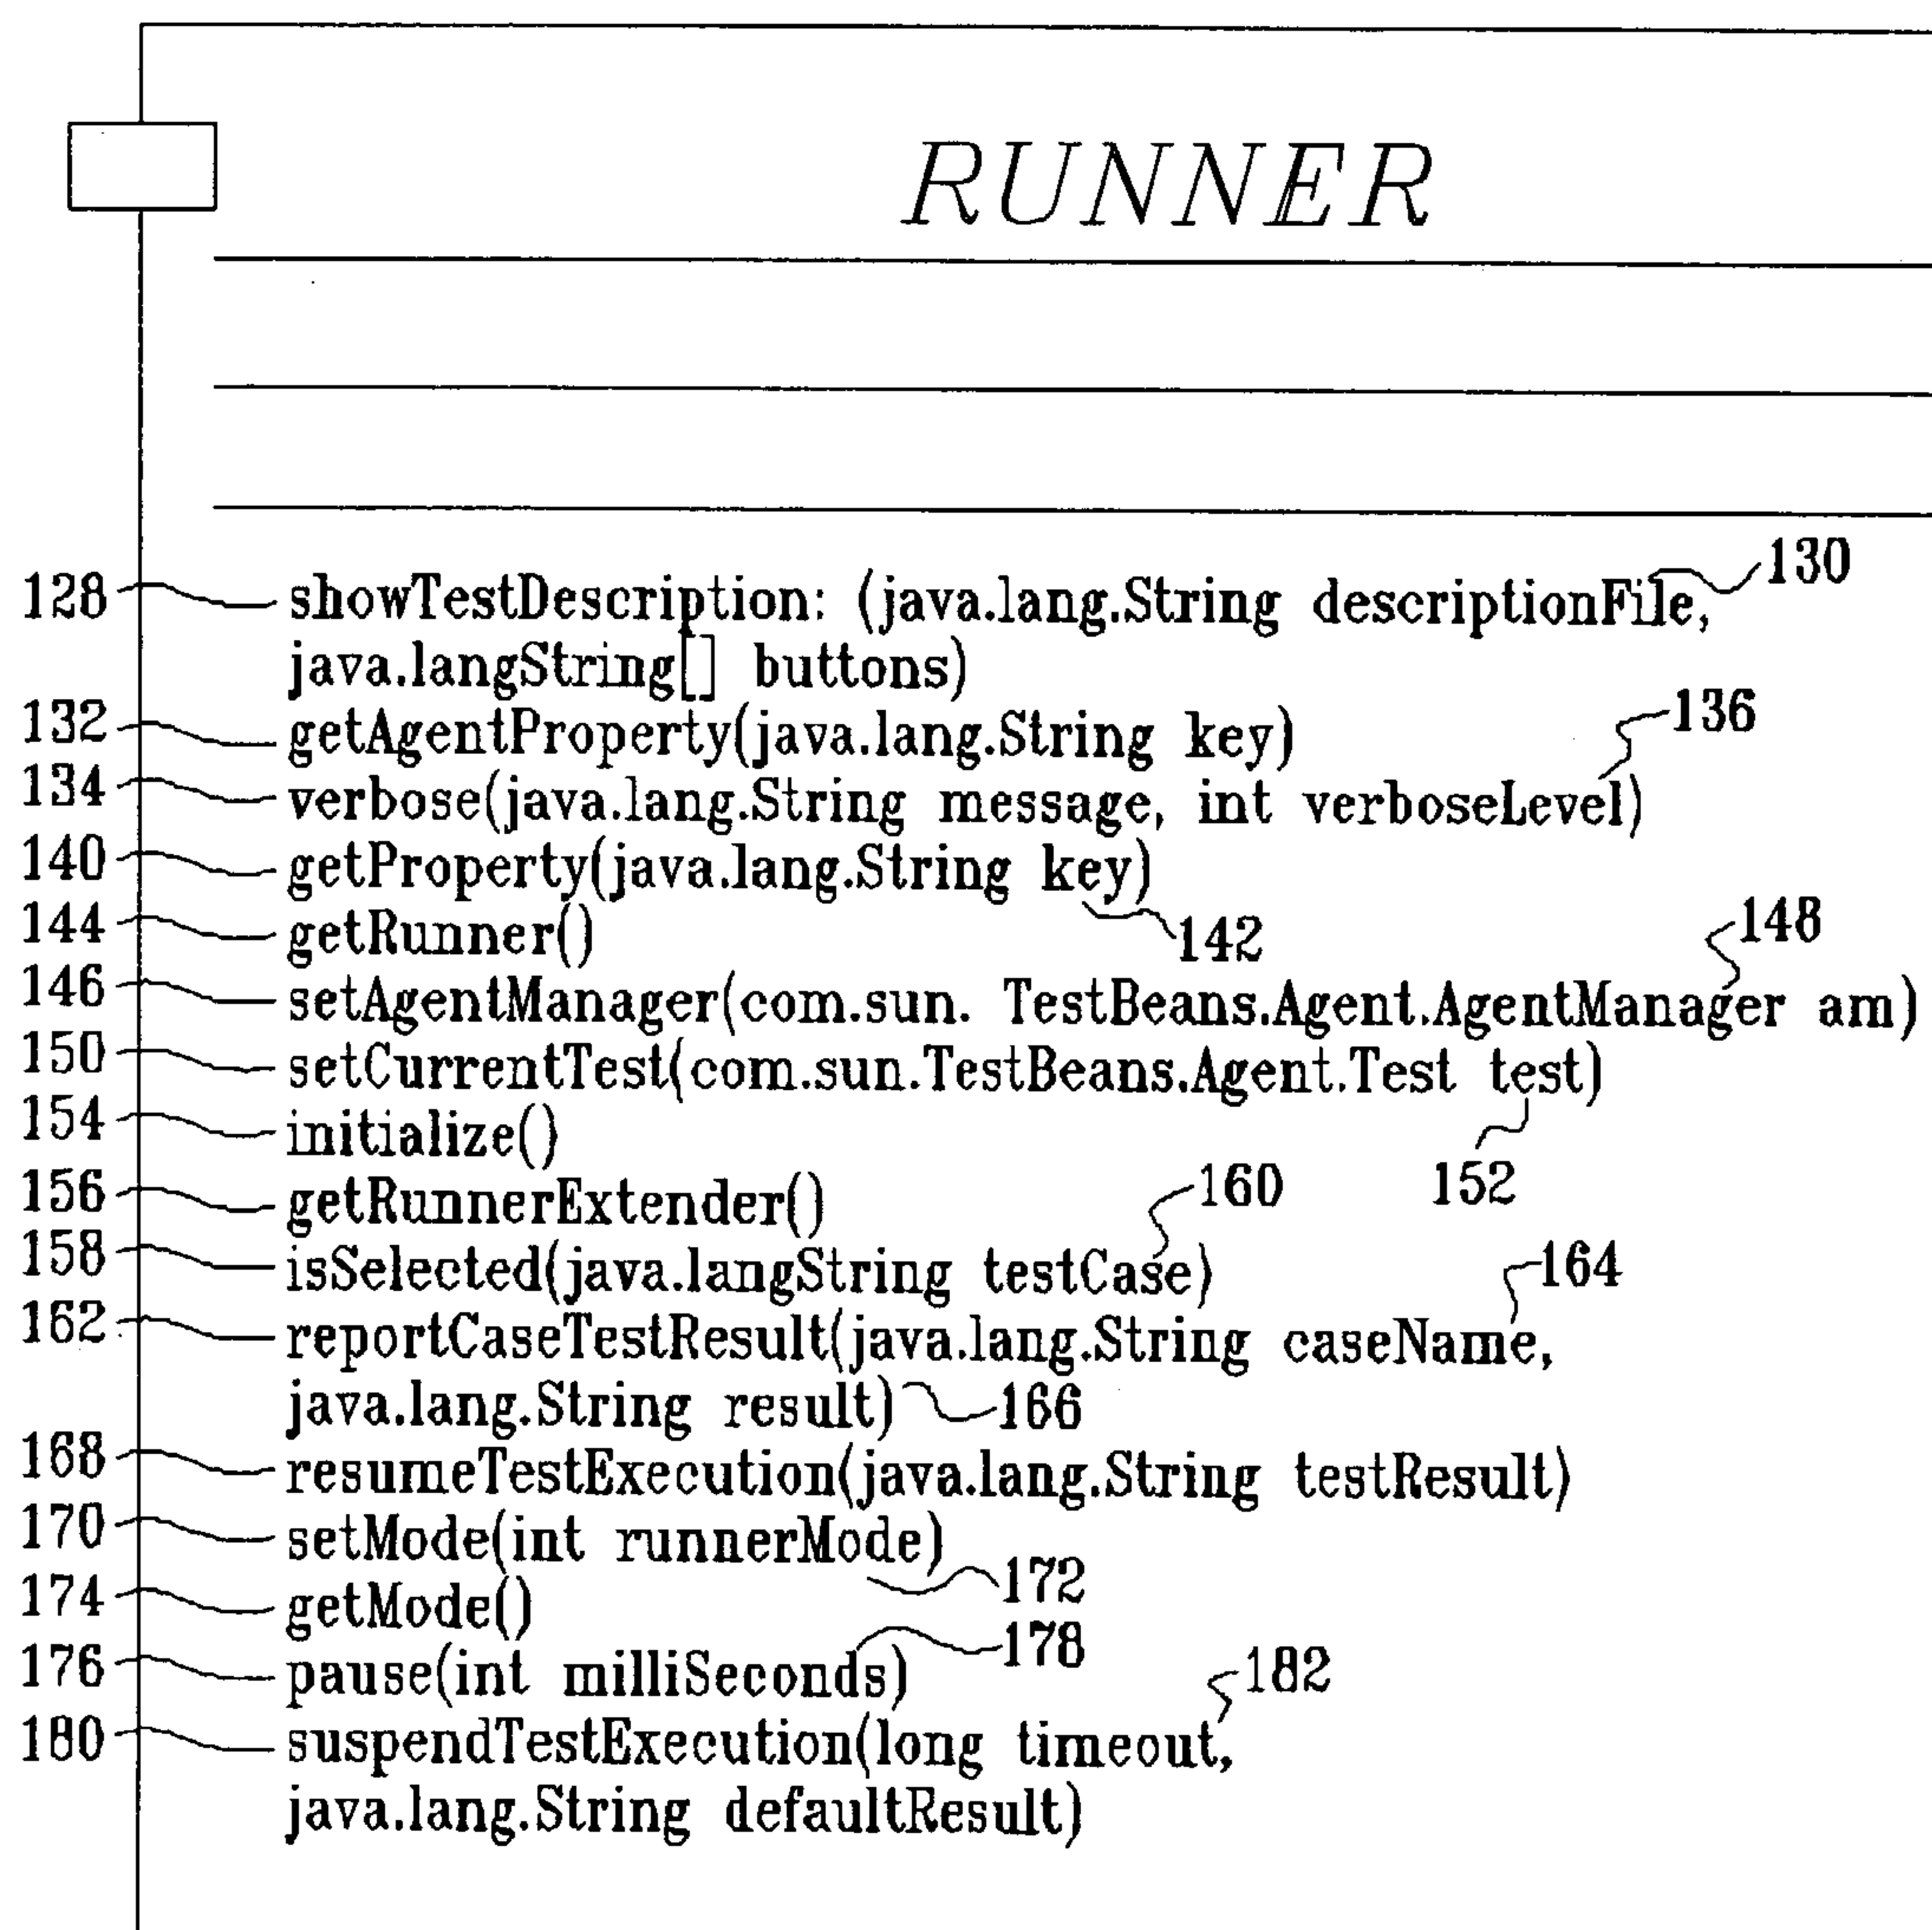 RUNNER
128 showTestDescription: (java.lang.String descriptionFile, 130
java.langString[] buttons)
132 getAgentProperty(java.lang.String key) 136
134 verbose(java.lang.String message, int verboseLevel)
140 getProperty(java.lang.String key)
144 getRunner() 142 148
146 setAgentManager(com.sun. TestBeans.Agent.AgentManager am)
150 setCurrentTest(com.sun.TestBeans.Agent.Test test)
154 initialize()
156 getRunnerExtender() 160 152
158 isSelected(java.langString testCase) 164
162 reportCaseTestResult(java.lang.String caseName,
java.lang.String result) 166
168 resumeTestExecution(java.lang.String testResult)
170 setMode(int runnerMode)
174 getMode() 172
176 pause(int milliSeconds) 178 182
180 suspendTestExecution(long timeout,
java.lang.String defaultResult)